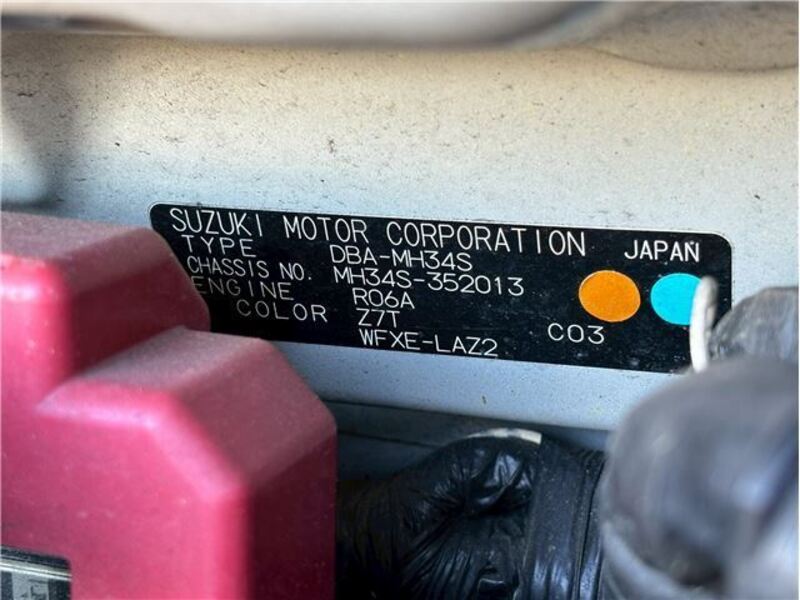 SUZUKI MOTOR CORPORATION JAPAN
TYPE DBA-MH34S
CHASSIS NO. MH34S-352013
ENGINE R06A
COLOR Z7T
WFXE-LAZ2 C03